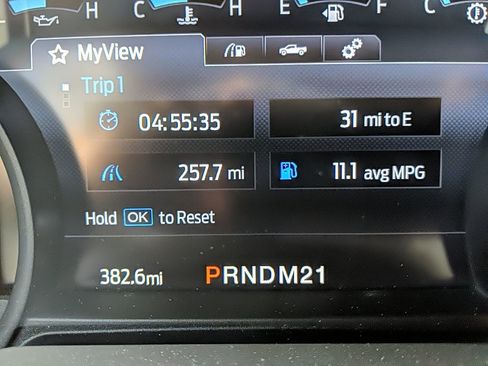 H C H E F C
MyView
Trip 1
04:55:35 31 mi to E
257.7 mi 11.1 avg MPG
Hold OK to Reset
382.6mi PRNDM21